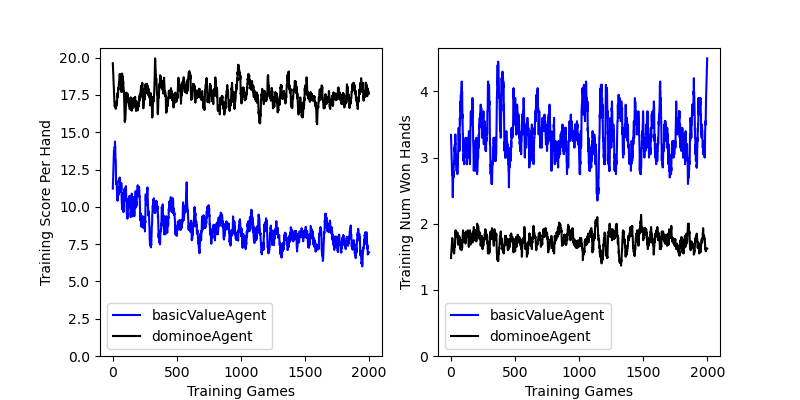 Training Score Per Hand
20.0
17.5
15.0
12.5
10.0
7.5
5.0
2.5
0.0
basicValueAgent
dominoeAgent
0 500 1000 1500 2000
Training Games
Training Num Won Hands
4
3
2
1
0
basicValueAgent
dominoeAgent
0 500 1000 1500 2000
Training Games